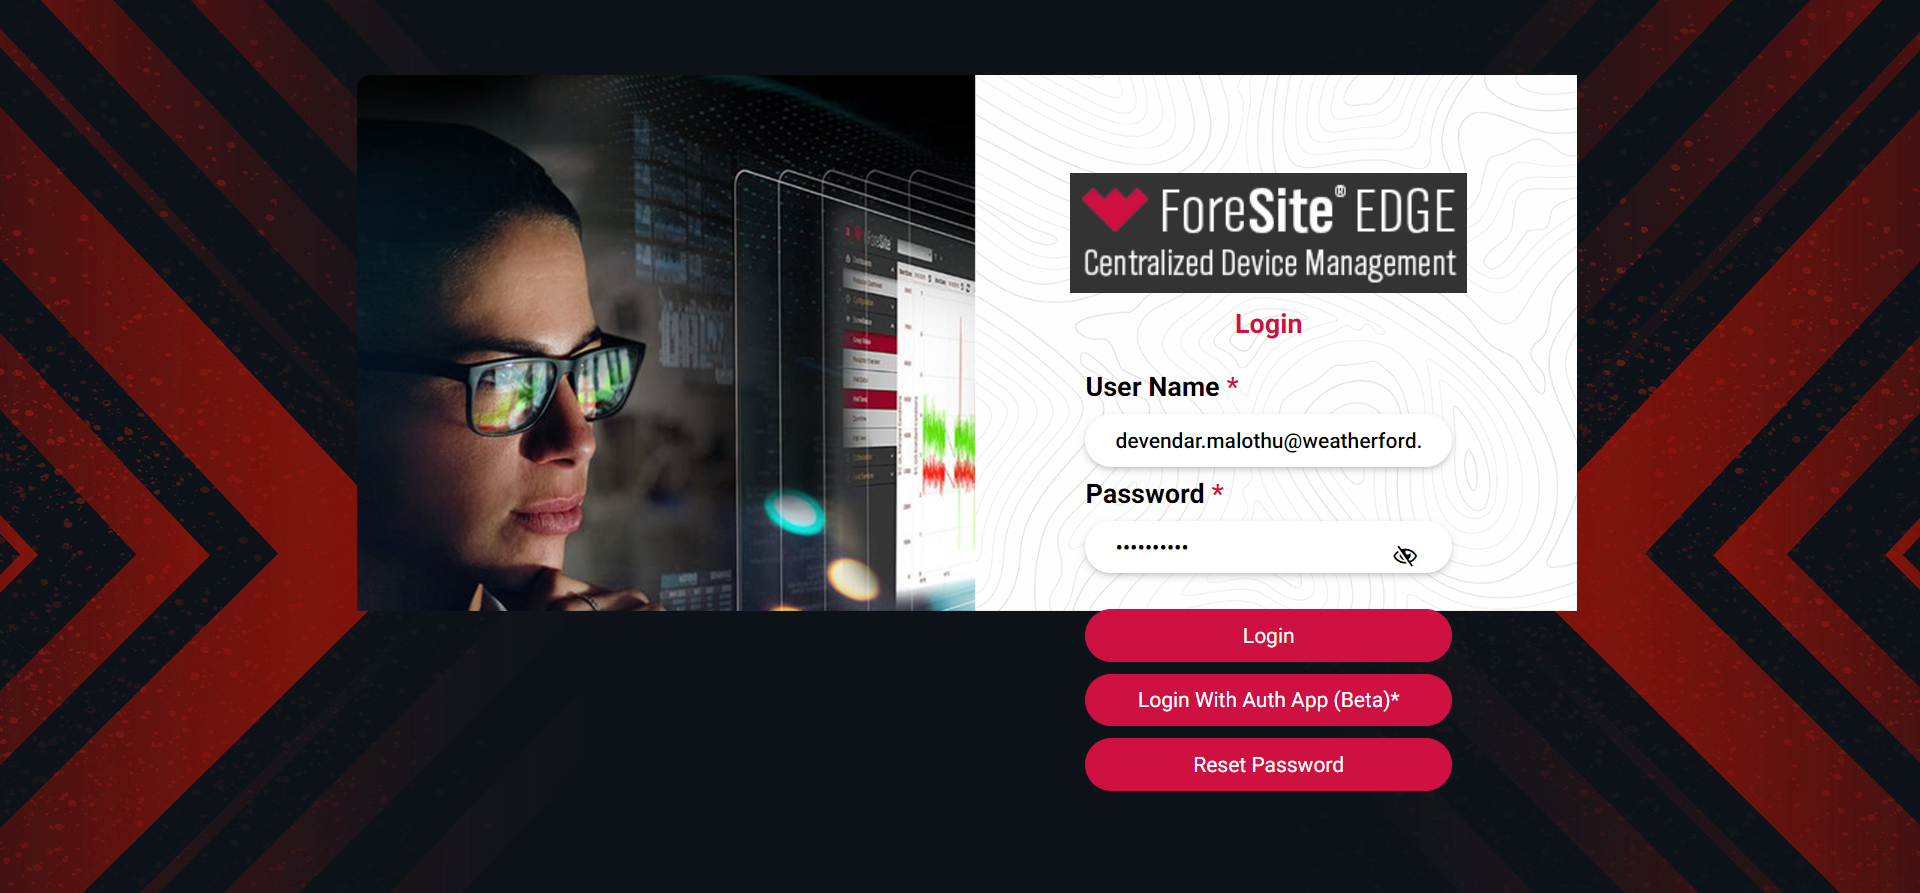 ForeSite
ForeSite® EDGE
Centralized Device Management
Login
User Name *
devendar.malothu@weatherford.
Password *
Login
Login With Auth App (Beta)*
Reset Password